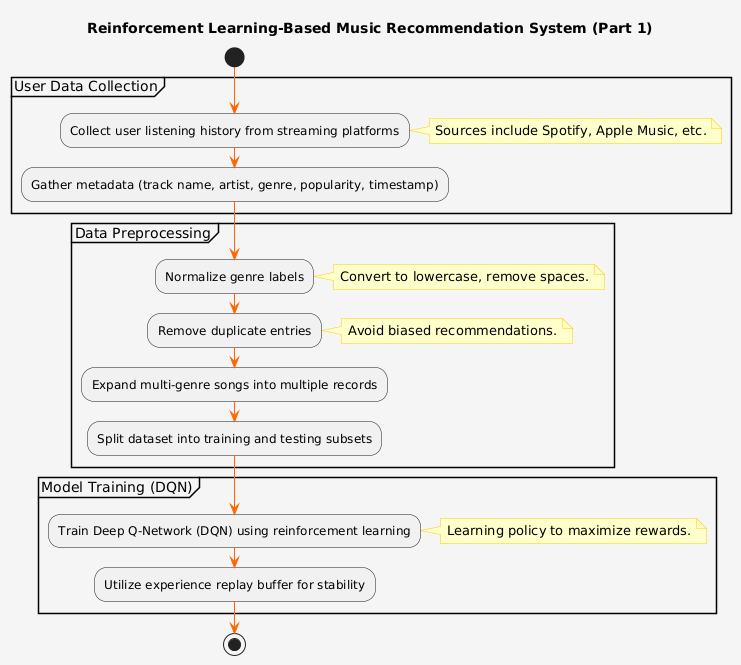 Reinforcement Learning-Based Music Recommendation System (Part 1)
User Data Collection
Collect user listening history from streaming platforms
Sources include Spotify, Apple Music, etc.
Gather metadata (track name, artist, genre, popularity, timestamp)
Data Preprocessing
Normalize genre labels
Convert to lowercase, remove spaces.
Remove duplicate entries
Avoid biased recommendations.
Expand multi-genre songs into multiple records
Split dataset into training and testing subsets
Model Training (DQN)
Train Deep Q-Network (DQN) using reinforcement learning
Learning policy to maximize rewards.
Utilize experience replay buffer for stability